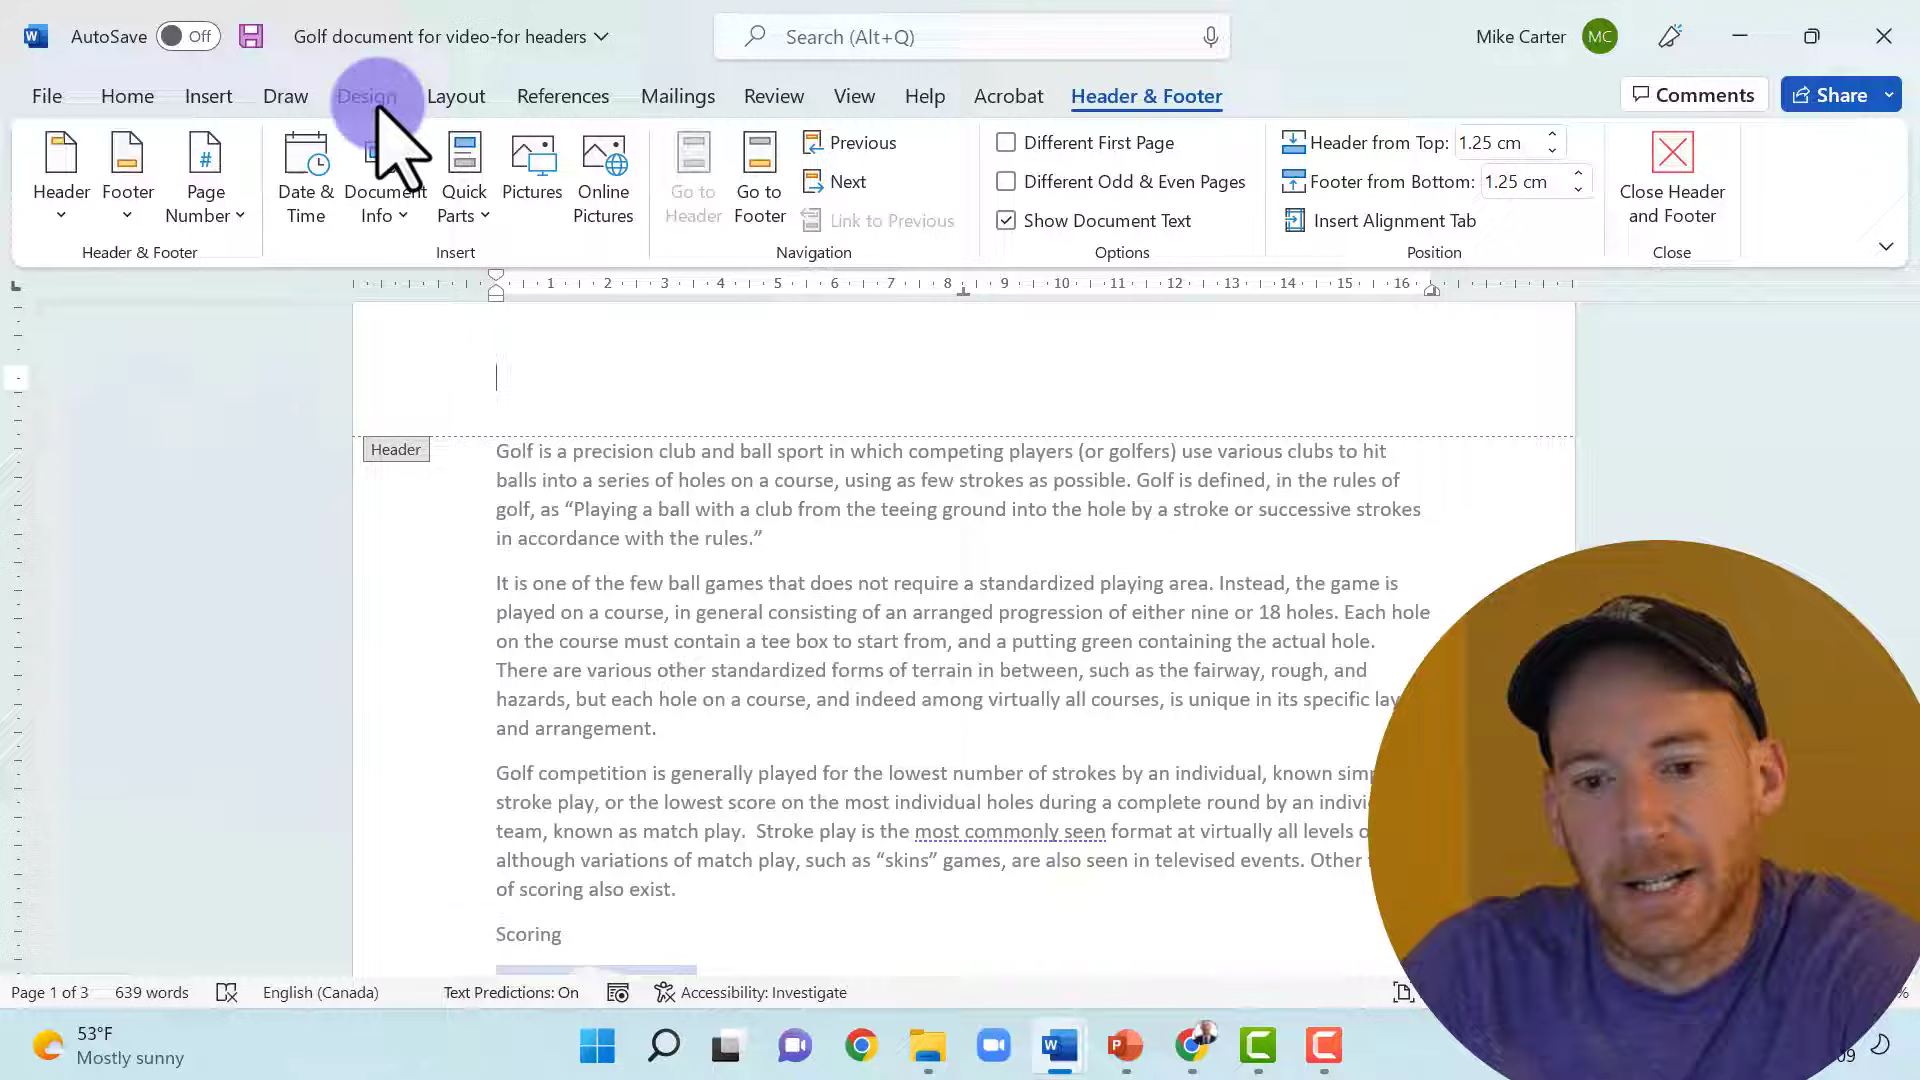 AutoSave Off Golf document for video-for headers Search (Alt+Q) Mike Carter MC
File Home Insert Draw Design Layout References Mailings Review View Help Acrobat Header & Footer Comments Share
Header
Footer
Page
Number
Header & Footer
Date &
Time
Document
Info
Quick
Parts
Pictures
Online
Pictures
Insert
Go to
Header
Go to
Footer
Previous
Next
Link to Previous
Navigation
Different First Page
Different Odd & Even Pages
Show Document Text
Options
Header from Top: 1.25 cm
Footer from Bottom: 1.25 cm
Insert Alignment Tab
Position
Close Header
and Footer
Close
1 2 3 4 5 6 7 8 9 10 11 12 13 14 15 16
Header
Golf is a precision club and ball sport in which competing players (or golfers) use various clubs to hit
balls into a series of holes on a course, using as few strokes as possible. Golf is defined, in the rules of
golf, as “Playing a ball with a club from the teeing ground into the hole by a stroke or successive strokes
in accordance with the rules.”
It is one of the few ball games that does not require a standardized playing area. Instead, the game is
played on a course, in general consisting of an arranged progression of either nine or 18 holes. Each hole
on the course must contain a tee box to start from, and a putting green containing the actual hole.
There are various other standardized forms of terrain in between, such as the fairway, rough, and
hazards, but each hole on a course, and indeed among virtually all courses, is unique in its specific
and arrangement.
Golf competition is generally played for the lowest number of strokes by an individual, known
stroke play, or the lowest score on the most individual holes during a complete round by an
team, known as match play. Stroke play is the most commonly seen format at virtually all levels
although variations of match play, such as “skins” games, are also seen in televised events. Other
of scoring also exist.
Scoring
Page 1 of 3 639 words English (Canada) Text Predictions: On Accessibility: Investigate
53°F
Mostly sunny
09